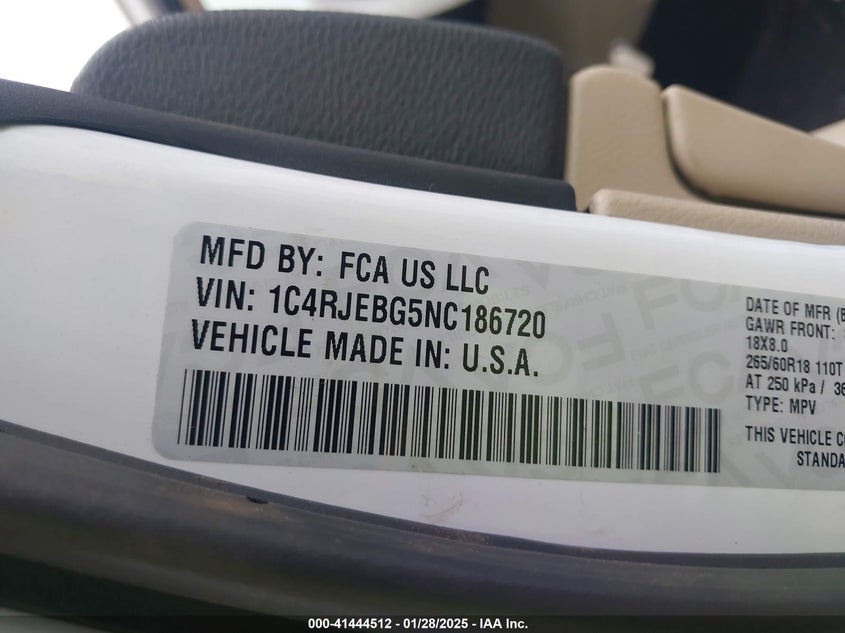 MFD BY: FCA US LLC
VIN: 1C4RJEBG5NC186720
VEHICLE MADE IN: U.S.A.
DATE OF MFR
GAWR FRONT:
18X8.0
265/60R18 110T
AT 250 kPa /
TYPE: MPV
THIS VEHICLE
000-41444512 - 01/28/2025 - IAA Inc.